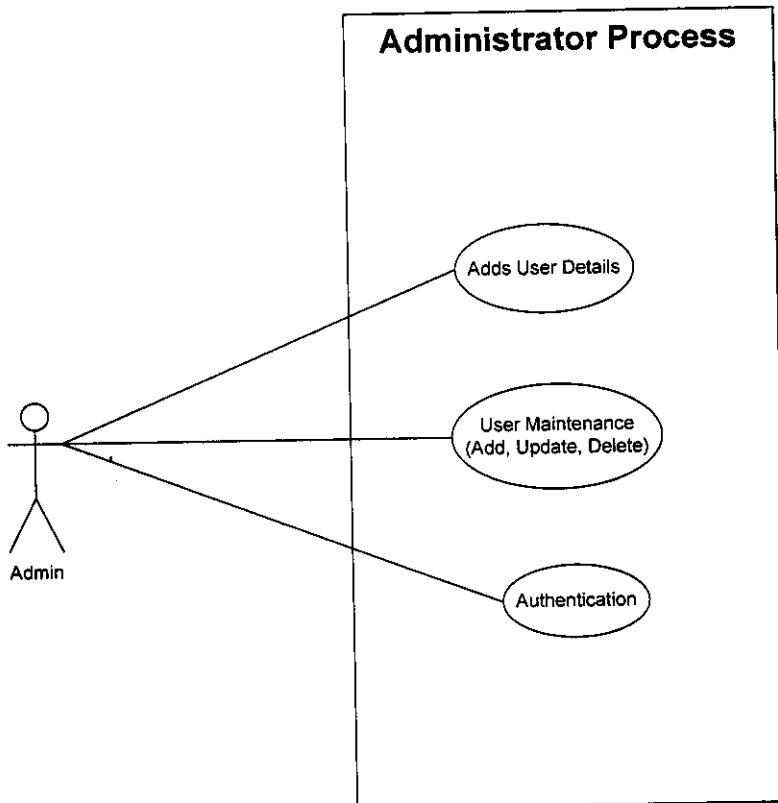 Administrator Process
Adds User Details
User Maintenance
(Add, Update, Delete)
Admin
Authentication